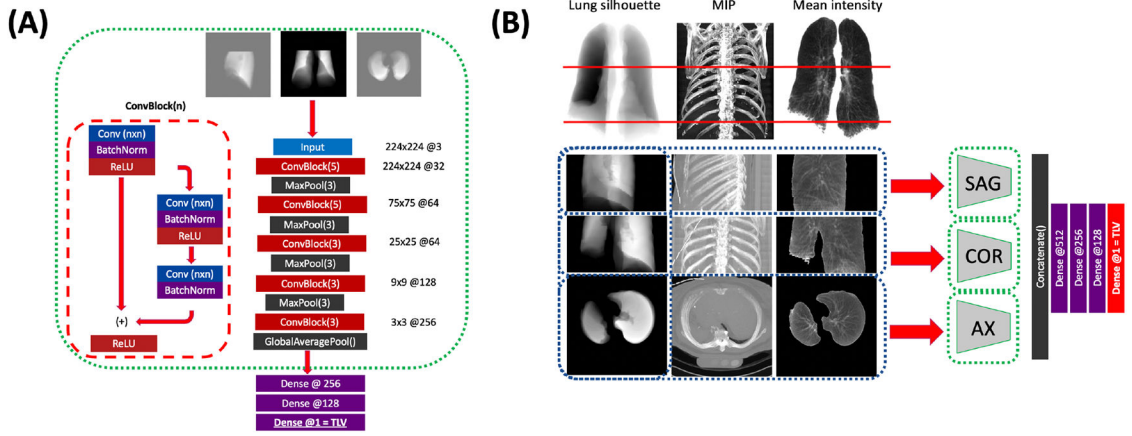 (A)
ConvBlock(n)
Conv (nxn)
BatchNorm
ReLU
Conv (nxn)
BatchNorm
ReLU
Conv (nxn)
BatchNorm
(+)
ReLU
Input
224x224 @3
ConvBlock(5)
224x224 @32
MaxPool(3)
ConvBlock(5)
75x75 @64
MaxPool(3)
ConvBlock(3)
25x25 @64
MaxPool(3)
ConvBlock(3)
9x9 @128
MaxPool(3)
ConvBlock(3)
3x3 @256
GlobalAveragePool()
Dense @ 256
Dense @128
Dense @1 = TLV
(B)
Lung silhouette
MIP
Mean intensity
SAG
COR
AX
Concatenate()
Dense @512
Dense @256
Dense @128
Dense @1 = TLV